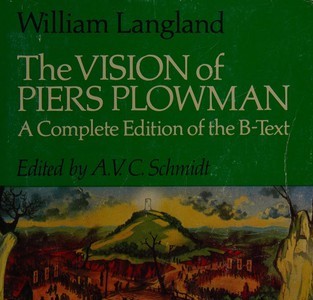 William Langland
The VISION of
PIERS PLOWMAN
A Complete Edition of the B-Text
Edited by A.V.C. Schmidt